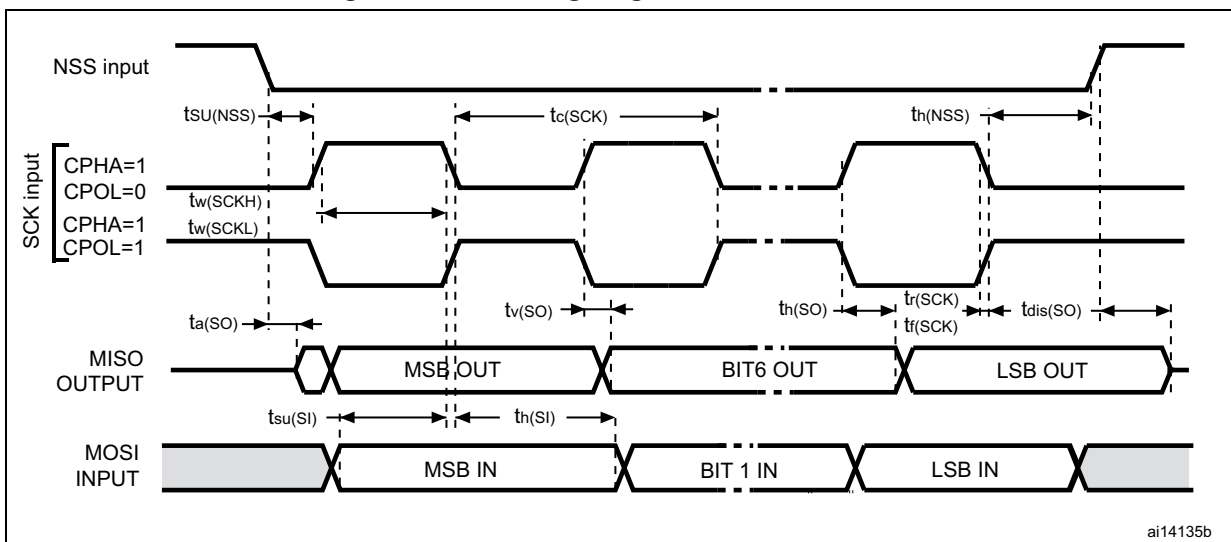 NSS input
tSU(NSS)
tc(SCK)
th(NSS)
SCK input
CPHA=1
CPOL=0
tw(SCKH)
CPHA=1
tw(SCKL)
CPOL=1
ta(SO)
tv(SO)
th(SO)
tr(SCK)
tf(SCK)
tdis(SO)
MISO
OUTPUT
MSB OUT
BIT6 OUT
LSB OUT
tsu(SI)
th(SI)
MOSI
INPUT
MSB IN
BIT 1 IN
LSB IN
ai14135b